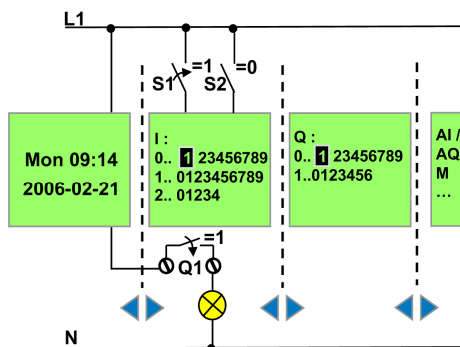 L1
S1 =1 S2 =0
Mon 09:14
2006-02-21
I :
0.. 1 23456789
1.. 0123456789
2.. 01234
Q :
0.. 1 23456789
1..0123456
AI /
AQ
M
...
=1
Q1
N